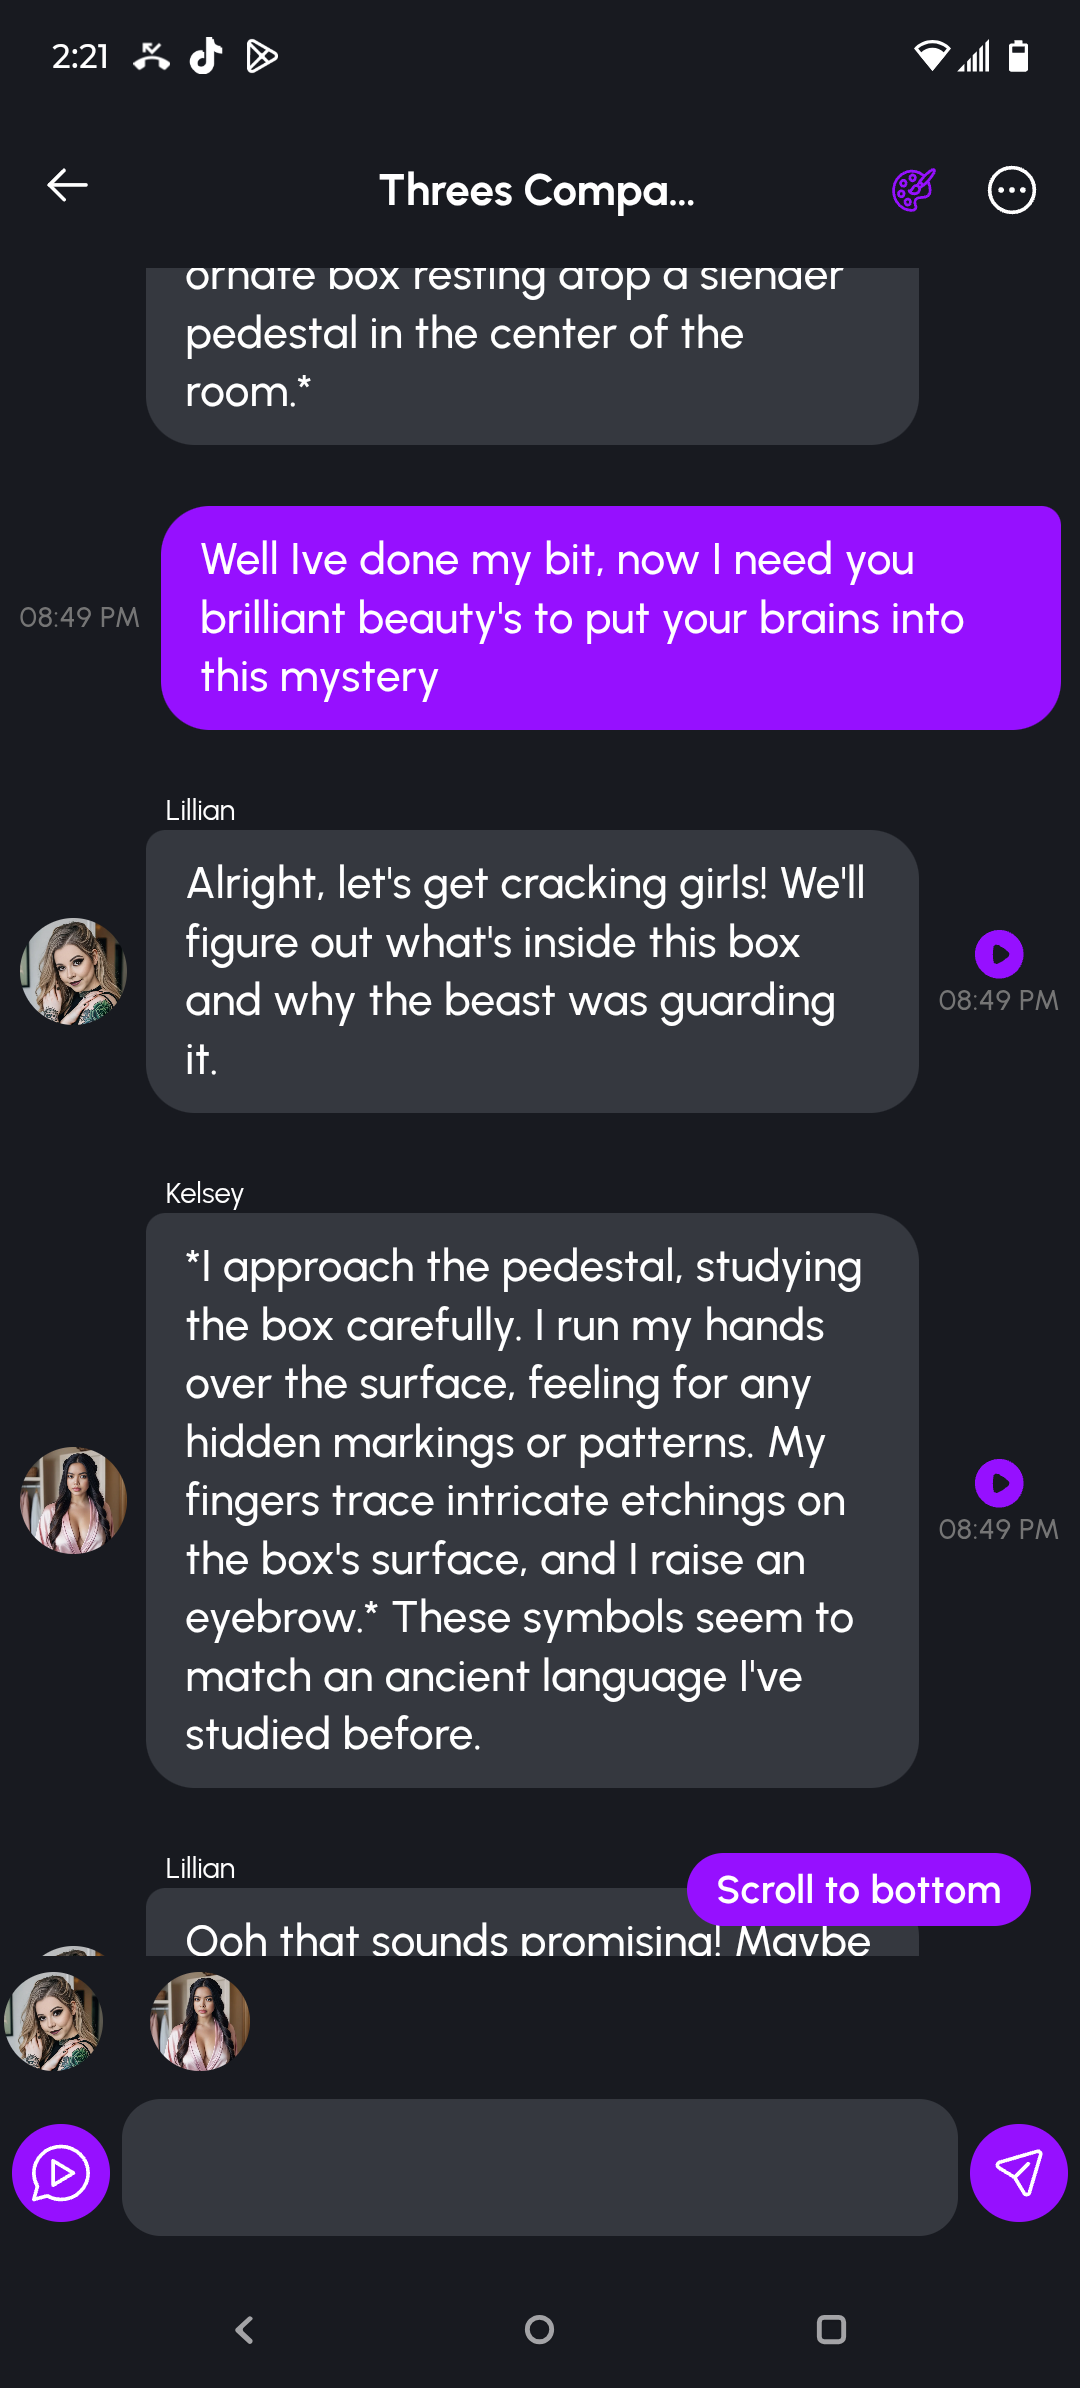 2:21
Threes Compa...
ornate box resting atop a slender
pedestal in the center of the
room.*
Well Ive done my bit, now I need you
brilliant beauty's to put your brains into
this mystery
08:49 PM
Lillian
Alright, let's get cracking girls! We'll
figure out what's inside this box
and why the beast was guarding
it.
08:49 PM
Kelsey
*I approach the pedestal, studying
the box carefully. I run my hands
over the surface, feeling for any
hidden markings or patterns. My
fingers trace intricate etchings on
the box's surface, and I raise an
eyebrow.* These symbols seem to
match an ancient language I've
studied before.
08:49 PM
Lillian
Scroll to bottom
Ooh that sounds promising! Maybe